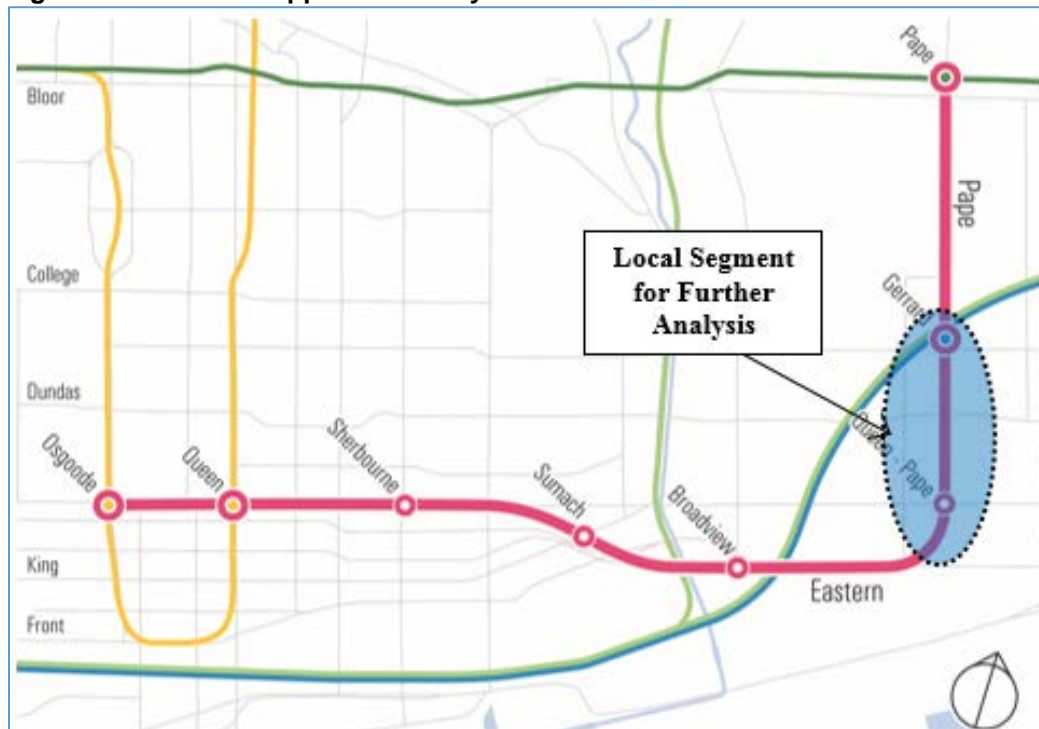 Pape
Bloor
Pape
Local Segment
for Further
Analysis
College
Dundas
Osgoode
Queen
Sherbourne
Sumach
Broadview
Queen - Pape
King
Eastern
Front